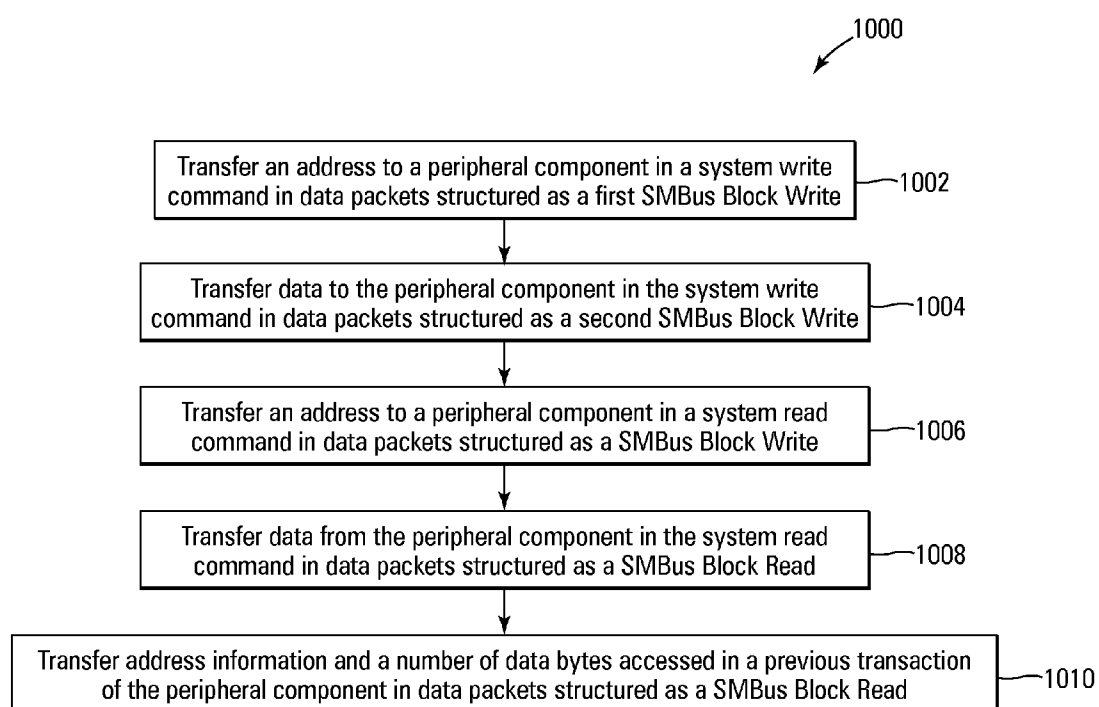 1000
Transfer an address to a peripheral component in a system write
command in data packets structured as a first SMBus Block Write
1002
Transfer data to the peripheral component in the system write
command in data packets structured as a second SMBus Block Write
1004
Transfer an address to a peripheral component in a system read
command in data packets structured as a SMBus Block Write
1006
Transfer data from the peripheral component in the system read
command in data packets structured as a SMBus Block Read
1008
Transfer address information and a number of data bytes accessed in a previous transaction
of the peripheral component in data packets structured as a SMBus Block Read
1010